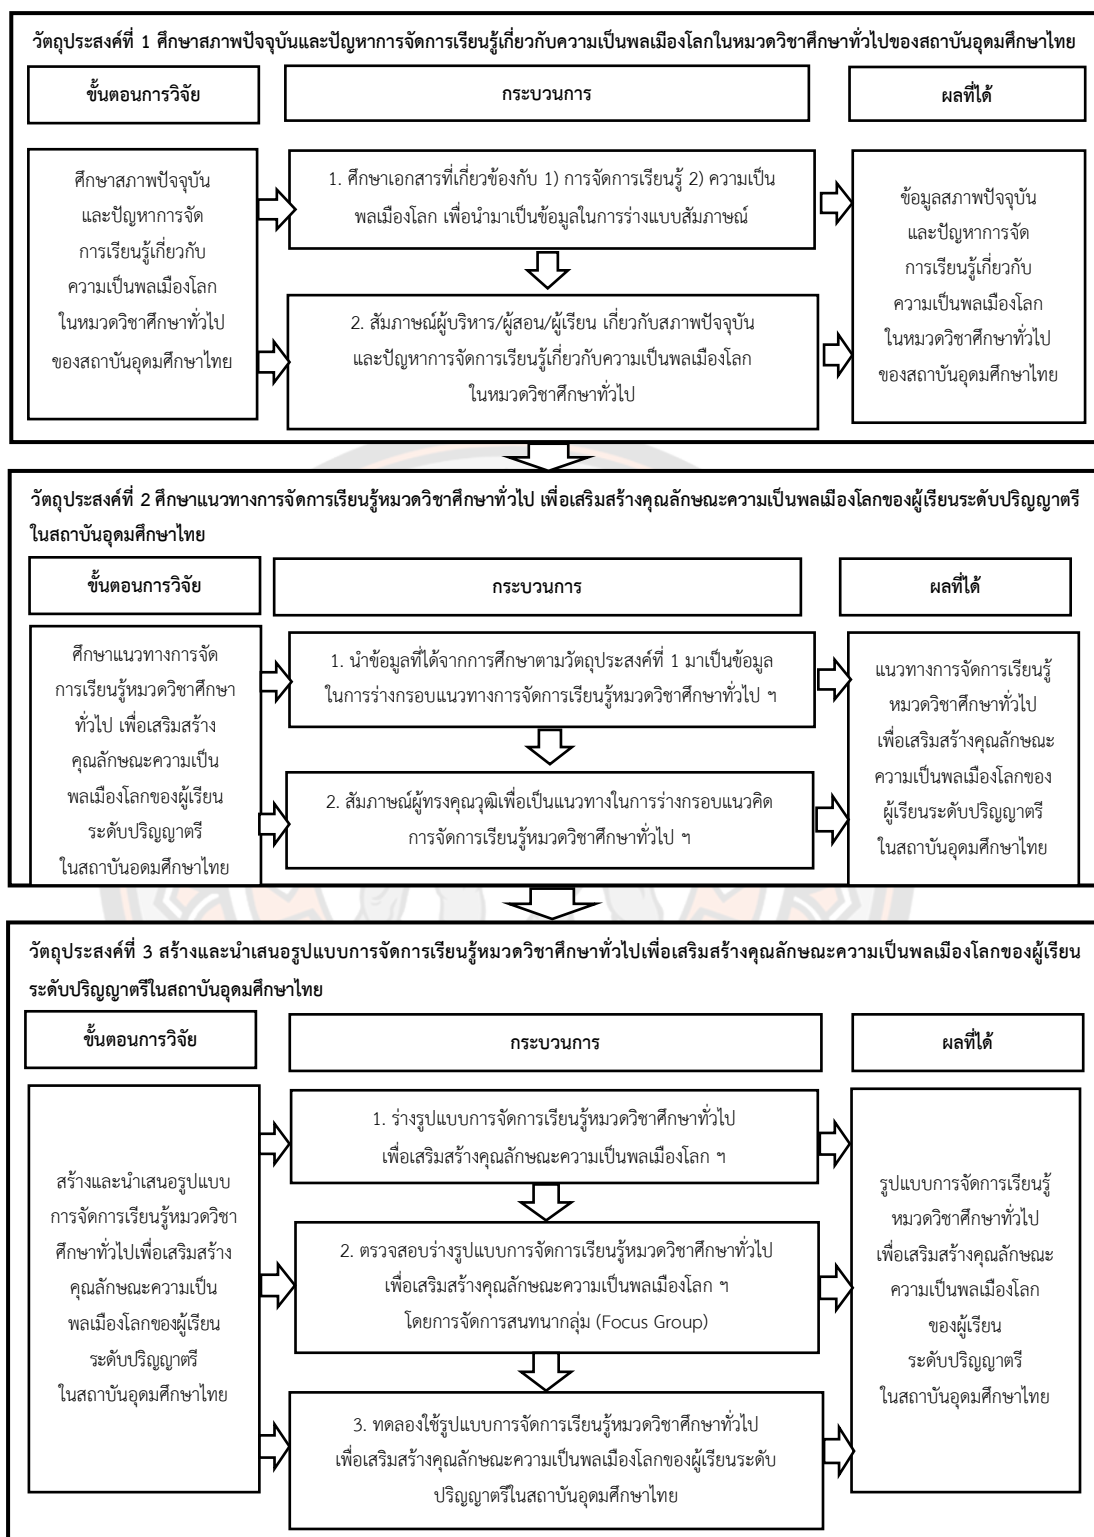 วัตถุประสงค์ที่ 1 ศึกษาสภาพปัจจุบันและปัญหาการจัดการเรียนรู้เกี่ยวกับความเป็นพลเมืองโลกในหมวดวิชาศึกษาทั่วไปของสถาบันอุดมศึกษาไทย
ขั้นตอนการวิจัย
กระบวนการ
ผลที่ได้
ศึกษาสภาพปัจจุบัน
และปัญหาการจัด
การเรียนรู้เกี่ยวกับ
ความเป็นพลเมืองโลก
ในหมวดวิชาศึกษาทั่วไป
ของสถาบันอุดมศึกษาไทย
1. ศึกษาเอกสารที่เกี่ยวข้องกับ 1) การจัดการเรียนรู้ 2) ความเป็น
พลเมืองโลก เพื่อนำมาเป็นข้อมูลในการร่างแบบสัมภาษณ์
2. สัมภาษณ์ผู้บริหาร/ผู้สอน/ผู้เรียน เกี่ยวกับสภาพปัจจุบัน
และปัญหาการจัดการเรียนรู้เกี่ยวกับความเป็นพลเมืองโลก
ในหมวดวิชาศึกษาทั่วไป
ข้อมูลสภาพปัจจุบัน
และปัญหาการจัด
การเรียนรู้เกี่ยวกับ
ความเป็นพลเมืองโลก
ในหมวดวิชาศึกษาทั่วไป
ของสถาบันอุดมศึกษาไทย
วัตถุประสงค์ที่ 2 ศึกษาแนวทางการจัดการเรียนรู้หมวดวิชาศึกษาทั่วไป เพื่อเสริมสร้างคุณลักษณะความเป็นพลเมืองโลกของผู้เรียนระดับปริญญาตรี
ในสถาบันอุดมศึกษาไทย
ขั้นตอนการวิจัย
กระบวนการ
ผลที่ได้
ศึกษาแนวทางการจัด
การเรียนรู้หมวดวิชาศึกษา
ทั่วไป เพื่อเสริมสร้าง
คุณลักษณะความเป็น
พลเมืองโลกของผู้เรียน
ระดับปริญญาตรี
ในสถาบันอุดมศึกษาไทย
1. นำข้อมูลที่ได้จากการศึกษาตามวัตถุประสงค์ที่ 1 มาเป็นข้อมูล
ในการร่างกรอบแนวทางการจัดการเรียนรู้หมวดวิชาศึกษาทั่วไป ฯ
2. สัมภาษณ์ผู้ทรงคุณวุฒิเพื่อเป็นแนวทางในการร่างกรอบแนวคิด
การจัดการเรียนรู้หมวดวิชาศึกษาทั่วไป ฯ
แนวทางการจัดการเรียนรู้
หมวดวิชาศึกษาทั่วไป
เพื่อเสริมสร้างคุณลักษณะ
ความเป็นพลเมืองโลกของ
ผู้เรียนระดับปริญญาตรี
ในสถาบันอุดมศึกษาไทย
วัตถุประสงค์ที่ 3 สร้างและนำเสนอรูปแบบการจัดการเรียนรู้หมวดวิชาศึกษาทั่วไปเพื่อเสริมสร้างคุณลักษณะความเป็นพลเมืองโลกของผู้เรียน
ระดับปริญญาตรีในสถาบันอุดมศึกษาไทย
ขั้นตอนการวิจัย
กระบวนการ
ผลที่ได้
สร้างและนำเสนอรูปแบบ
การจัดการเรียนรู้หมวดวิชา
ศึกษาทั่วไปเพื่อเสริมสร้าง
คุณลักษณะความเป็น
พลเมืองโลกของผู้เรียน
ระดับปริญญาตรี
ในสถาบันอุดมศึกษาไทย
1. ร่างรูปแบบการจัดการเรียนรู้หมวดวิชาศึกษาทั่วไป
เพื่อเสริมสร้างคุณลักษณะความเป็นพลเมืองโลก ฯ
2. ตรวจสอบร่างรูปแบบการจัดการเรียนรู้หมวดวิชาศึกษาทั่วไป
เพื่อเสริมสร้างคุณลักษณะความเป็นพลเมืองโลก ฯ
โดยการจัดการสนทนากลุ่ม (Focus Group)
3. ทดลองใช้รูปแบบการจัดการเรียนรู้หมวดวิชาศึกษาทั่วไป
เพื่อเสริมสร้างคุณลักษณะความเป็นพลเมืองโลกของผู้เรียนระดับ
ปริญญาตรีในสถาบันอุดมศึกษาไทย
รูปแบบการจัดการเรียนรู้
หมวดวิชาศึกษาทั่วไป
เพื่อเสริมสร้างคุณลักษณะ
ความเป็นพลเมืองโลก
ของผู้เรียน
ระดับปริญญาตรี
ในสถาบันอุดมศึกษาไทย